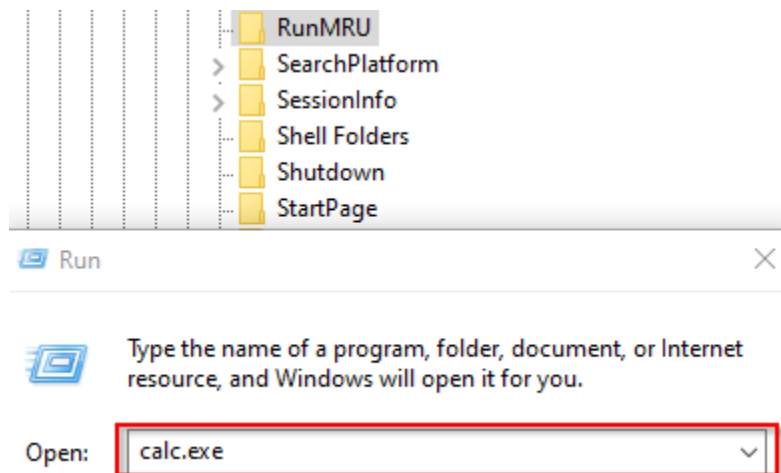 RunMRU
SearchPlatform
SessionInfo
Shell Folders
Shutdown
StartPage
Run
Type the name of a program, folder, document, or Internet
resource, and Windows will open it for you.
Open: calc.exe